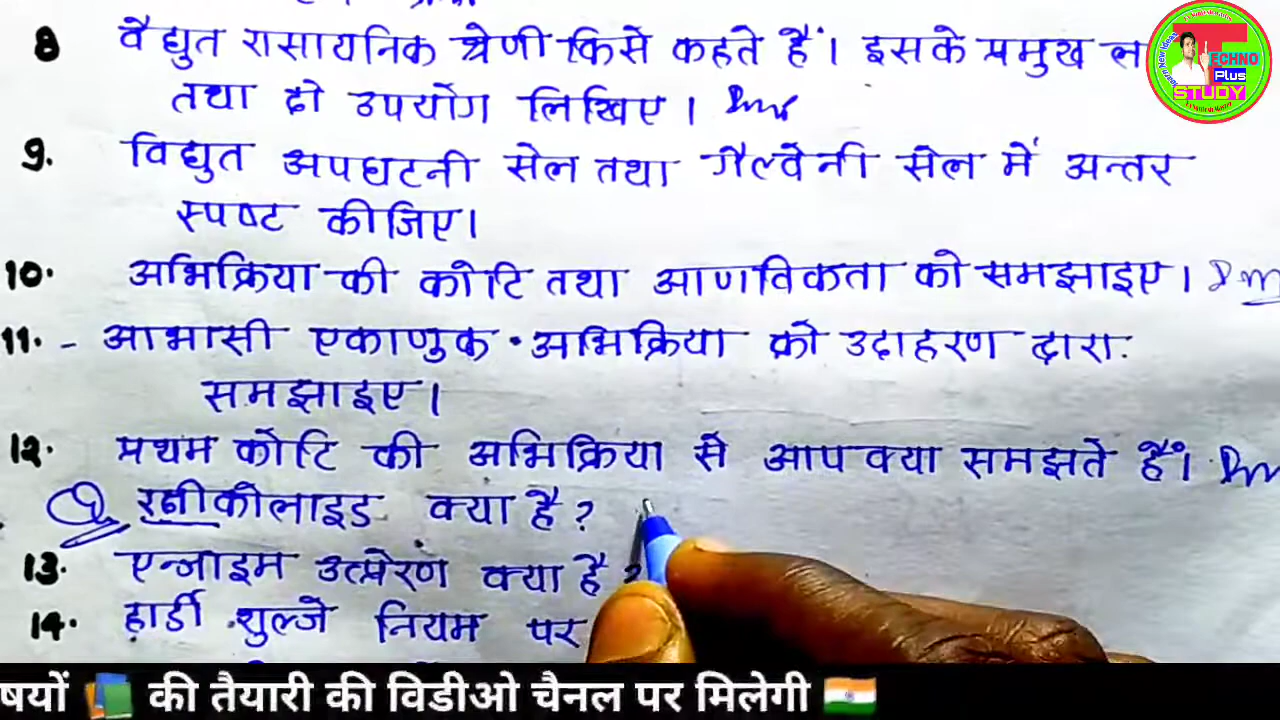 8 वैद्युत रासायनिक श्रेणी किसे कहते हैं। इसके प्रमुख ल
तथा दो उपयोग लिखिए।
9. विद्युत अपघटनी सेल तथा गैल्वेनी सेल में अन्तर
स्पष्ट कीजिए।
10. अभिक्रिया की कोटि तथा आणविकता को समझाइए।
11. - आभासी एकाणुक अभिक्रिया को उदाहरण द्वारा
समझाइए।
12. प्रथम कोटि की अभिक्रिया से आप क्या समझते हैं।
क्या है?
13. एन्जाइम उत्प्रेरण क्या है ?
14. हार्डी शुल्जे नियम पर
TECHNO
Plus
STUDY
षयों 📚 की तैयारी की विडीओ चैनल पर मिलेगी 🇮🇳